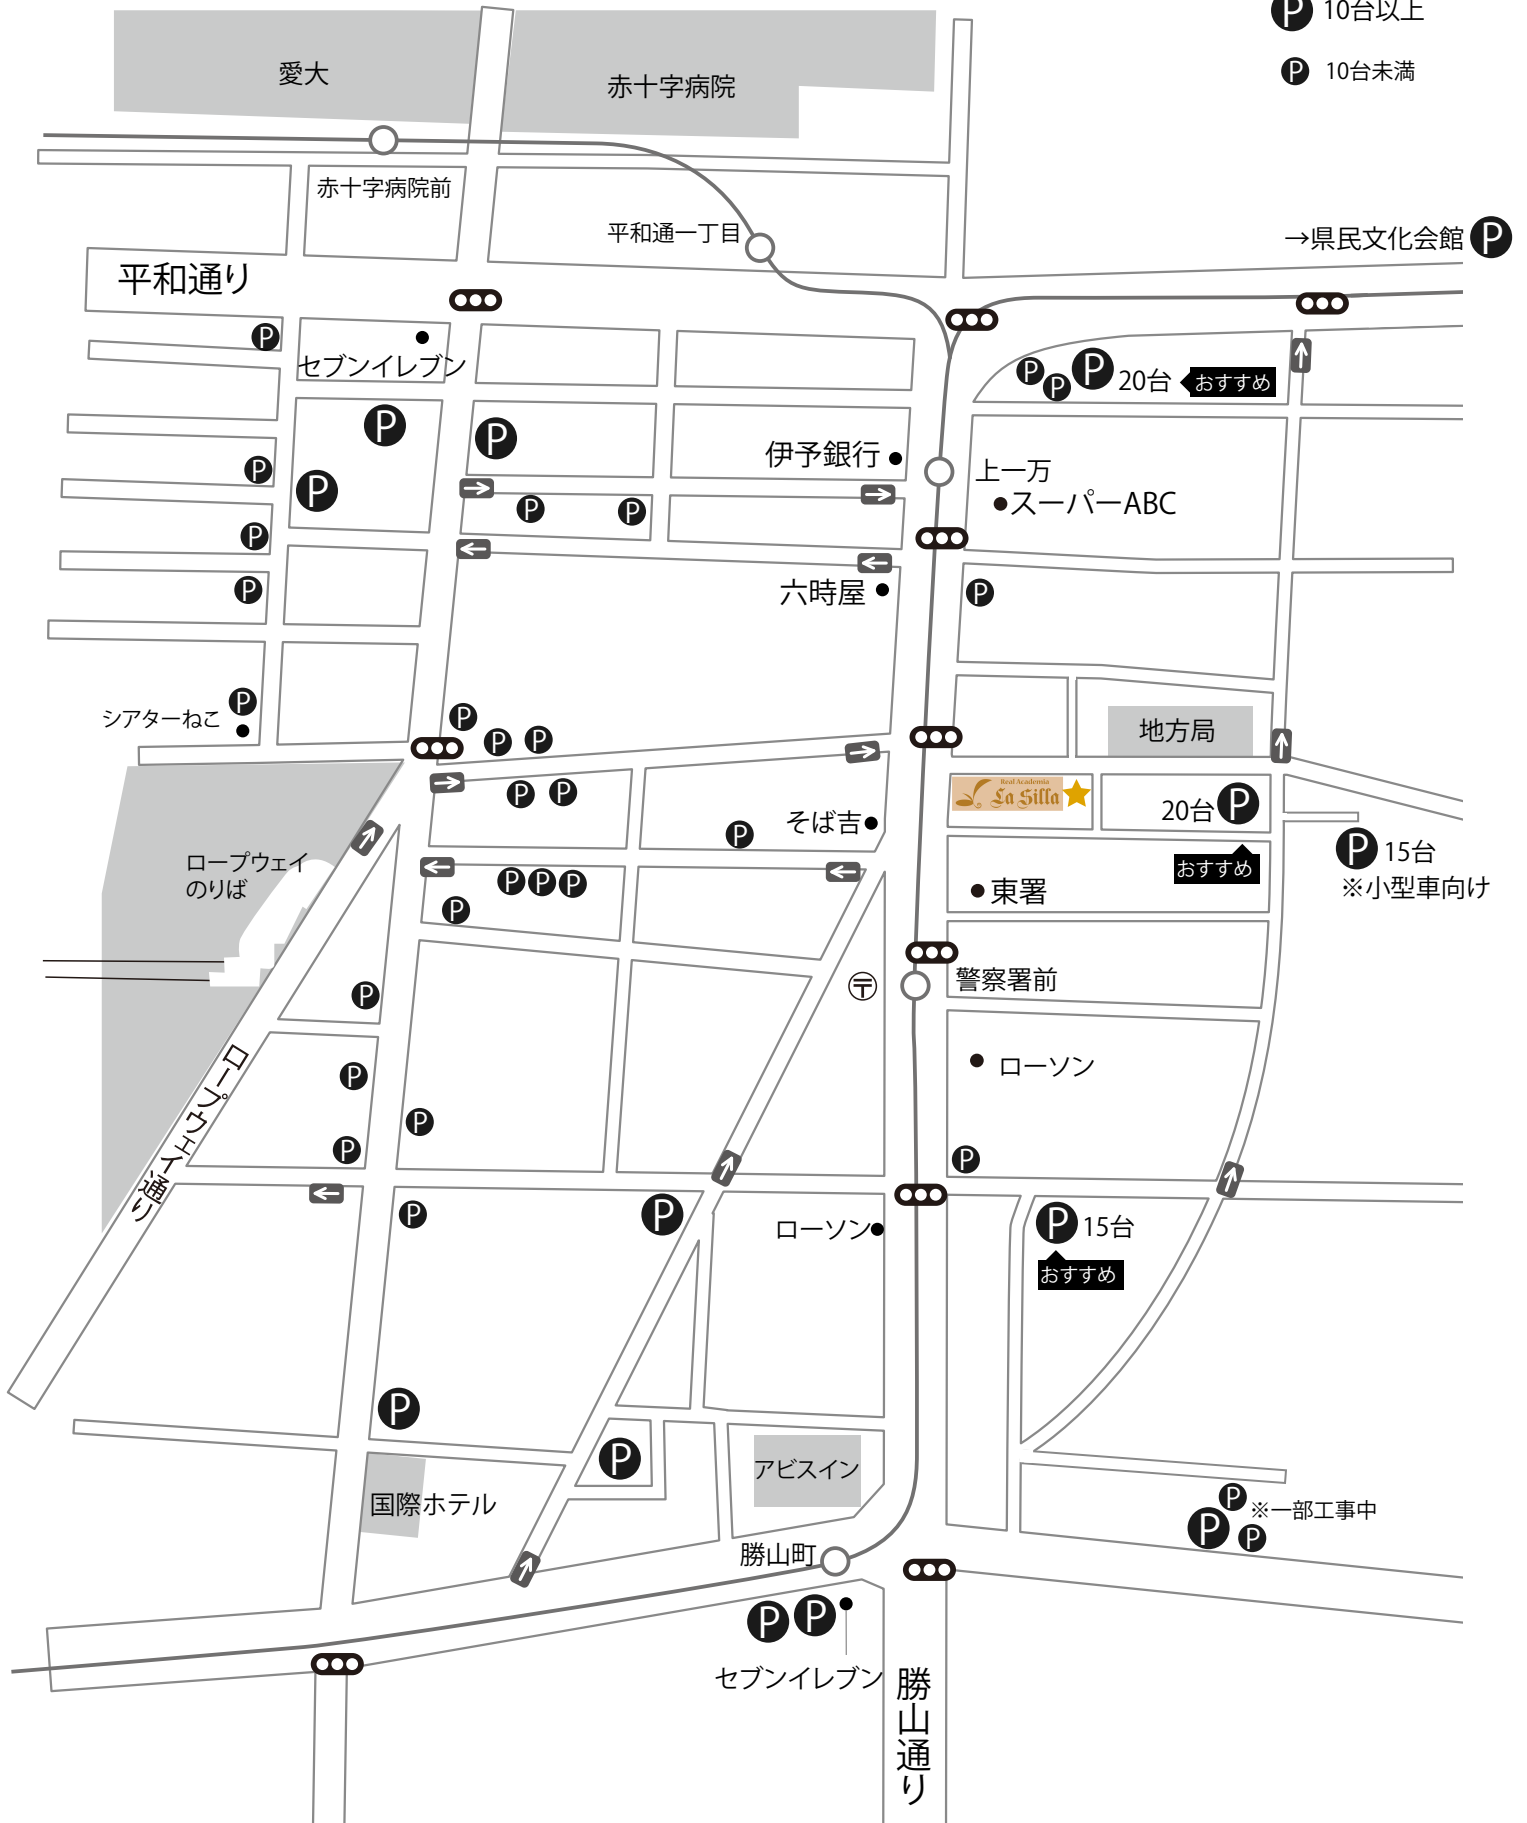 P 10台以上
愛大
赤十字病院
P 10台未満
赤十字病院前
平和通一丁目
→県民文化会館 P
平和通り
P
セブンイレブン
P P P 20台 おすすめ
P
P
伊予銀行
上一万
P
P
スーパーABC
P
P
P
六時屋
P
P
P
シアターねこ
P
P
P
地方局
P
P
Real Academia
La Silla
20台 P
そば吉
P
P 15台
※小型車向け
おすすめ
ロープウェイ
のりば
P P P
東署
P
〒
警察署前
P
ロープウェイ通り
ローソン
P
P
P
P
P
P
ローソン
P 15台
おすすめ
P
P
アビスイン
国際ホテル
P
※一部工事中
P
P
勝山町
P P
セブンイレブン
勝山通り